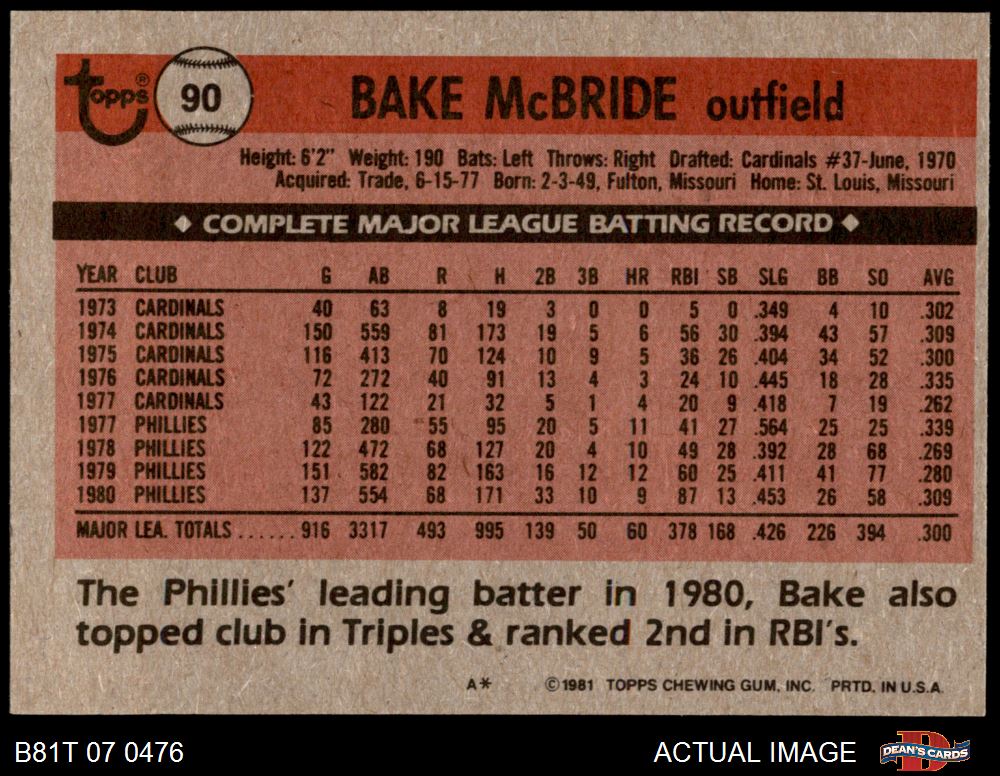 topps® 90 BAKE McBRIDE outfield
Height: 6'2" Weight: 190 Bats: Left Throws: Right Drafted: Cardinals #37-June, 1970
Acquired: Trade, 6-15-77 Born: 2-3-49, Fulton, Missouri Home: St. Louis, Missouri
◆ COMPLETE MAJOR LEAGUE BATTING RECORD ◆
YEAR CLUB G AB R H 2B 3B HR RBI SB SLG BB SO AVG
1973 CARDINALS 40 63 8 19 3 0 0 5 0 .349 4 10 .302
1974 CARDINALS 150 559 81 173 19 5 6 56 30 .394 43 57 .309
1975 CARDINALS 116 413 70 124 10 9 5 36 26 .404 34 52 .300
1976 CARDINALS 72 272 40 91 13 4 3 24 10 .445 18 28 .335
1977 CARDINALS 43 122 21 32 5 1 4 20 9 .418 7 19 .262
1977 PHILLIES 85 280 55 95 20 5 11 41 27 .564 25 25 .339
1978 PHILLIES 122 472 68 127 20 4 10 49 28 .392 28 68 .269
1979 PHILLIES 151 582 82 163 16 12 12 60 25 .411 41 77 .280
1980 PHILLIES 137 554 68 171 33 10 9 87 13 .453 26 58 .309
MAJOR LEA. TOTALS ...... 916 3317 493 995 139 50 60 378 168 .426 226 394 .300
The Phillies' leading batter in 1980, Bake also
topped club in Triples & ranked 2nd in RBI's.
A* ©1981 TOPPS CHEWING GUM, INC. PRTD. IN U.S.A.
B81T 07 0476 ACTUAL IMAGE DEAN'S CARDS